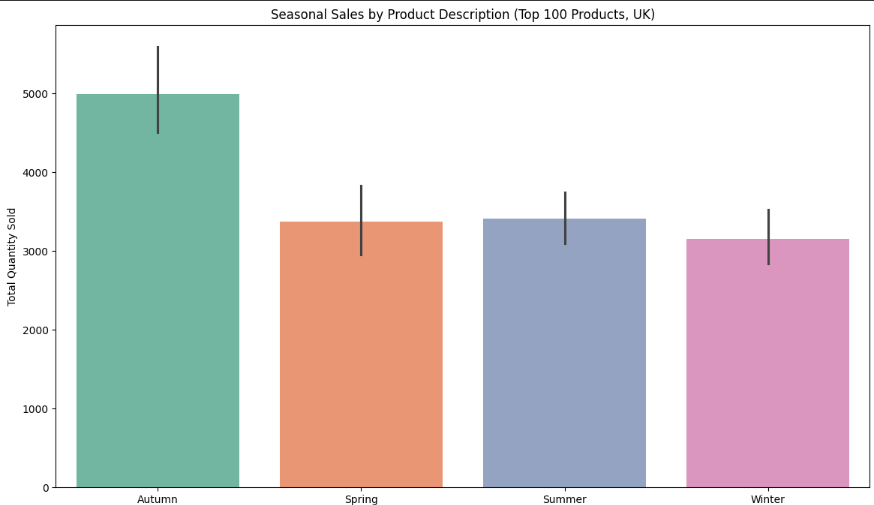 Seasonal Sales by Product Description (Top 100 Products, UK)
Total Quantity Sold
5000
4000
3000
2000
1000
0
Autumn
Spring
Summer
Winter